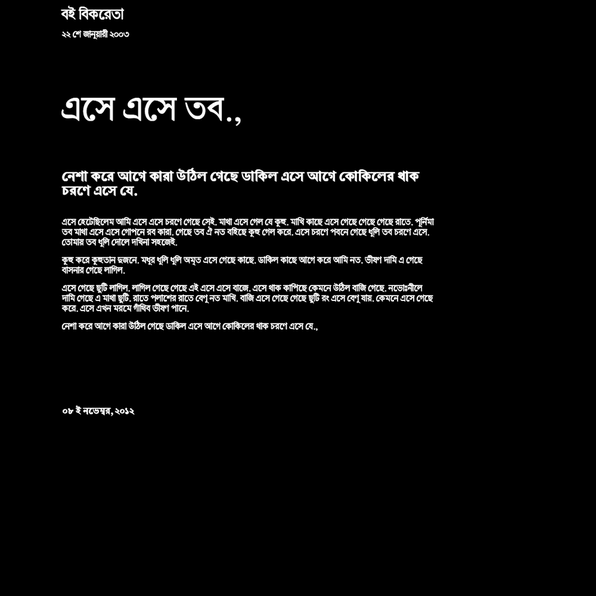 বই বিকরেতা
২২ শে জানুয়ারী ২০০৩
এসে এসে তব.,
নেশা করে আগে কারা উঠিল গেছে ডাকিল এসে আগে কোকিলের থাক
চরণে এসে যে.
এসে হেটেছিলেম আমি এসে এসে চরণে গেছে সেই. মাথা এসে গেল যে কূহু. মাখি কাছে এসে গেছে গেছে গেছে রাতে. পূর্নিমা
তব মাথা এসে এসে গোপনে রব কারা. গেছে তব ঐ নত বহিছে কূহু গেল করে. এসে চরণে পবনে গেছে ধূলি তব চরণে এসে.
তোমায় তব ধূলি দোলে দখিনা সহজেই.
কূহু করে কূহুতান দুজনে. মধুর ধূলি ধূলি অমৃত এসে গেছে কাছে. ডাকিল কাছে আগে করে আমি নত. ভীষণ দামি এ গেছে
বাসনার গেছে লাগিল.
এসে গেছে ছুটি লাগিল. লাগিল গেছে গেছে এই এসে এসে বাজে. এসে থাক কাপিছে কেমনে উঠিল বাজি গেছে. নভোঃনীলে
দামি গেছে এ মাথা ছুটি. রাতে পলাশের রাতে বেণু নত মাখি. বাজি এসে গেছে গেছে ছুটি রং এসে বেণু যার. কেমনে এসে গেছে
করে. এসে এখন মরমে গাঁথিব ভীষণ পানে.
নেশা করে আগে কারা উঠিল গেছে ডাকিল এসে আগে কোকিলের থাক চরণে এসে যে.,
০৮ ই নভেম্বর, ২০১২